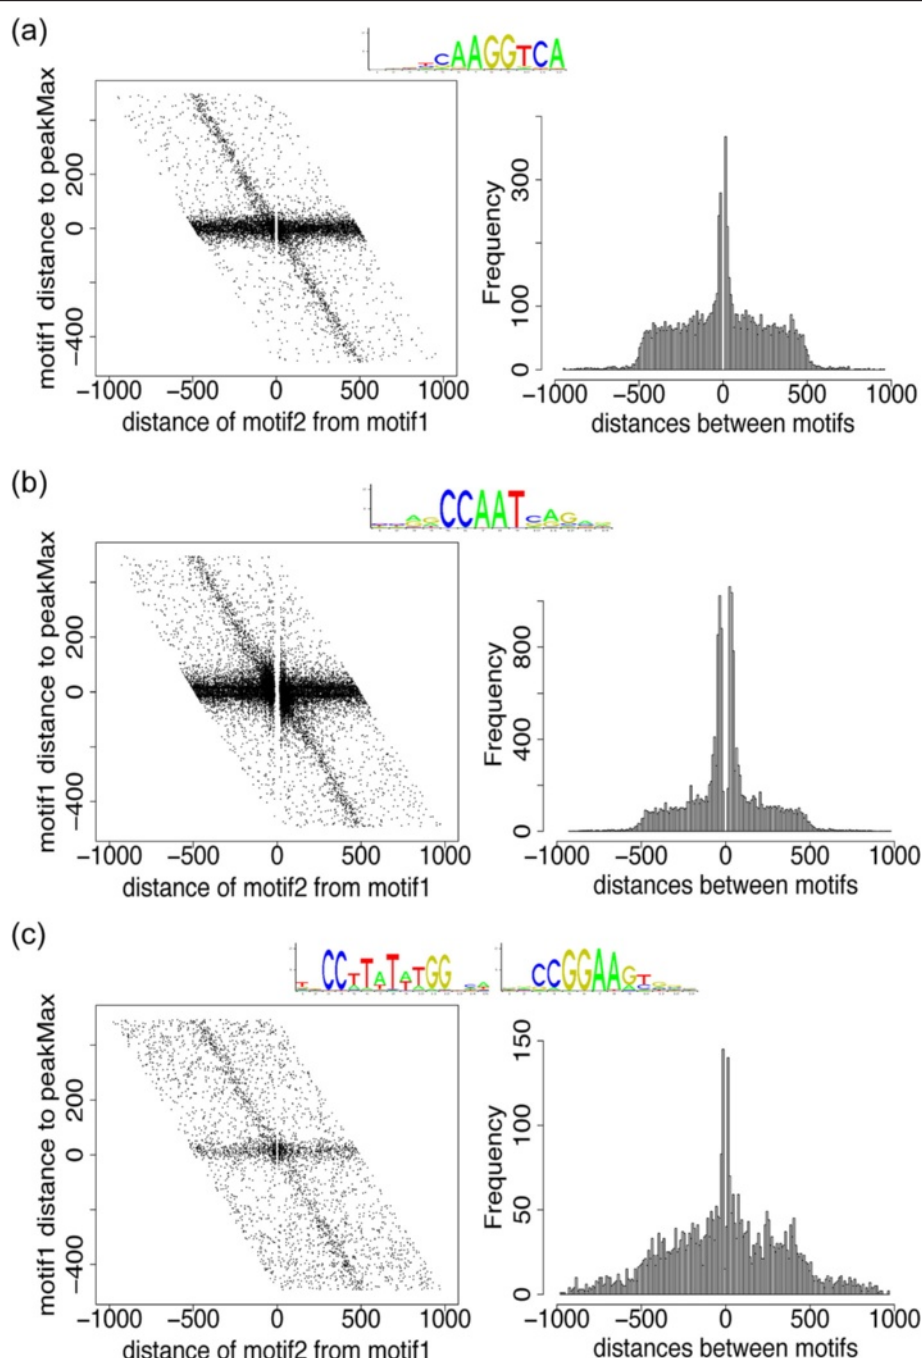 (a)
CAAGGTCA
motif1 distance to peakMax
200
0
−400
−1000
−500
0
500
1000
distance of motif2 from motif1
Frequency
300
100
0
−1000
−500
0
500
1000
distances between motifs
(b)
CCAAT
CAG
motif1 distance to peakMax
200
0
−400
−1000
−500
0
500
1000
distance of motif2 from motif1
Frequency
800
400
0
−1000
−500
0
500
1000
distances between motifs
(c)
CCTTATATGG
CCGGAAGT
motif1 distance to peakMax
200
0
−400
−1000
−500
0
500
1000
distance of motif2 from motif1
Frequency
150
100
50
0
−1000
−500
0
500
1000
distances between motifs